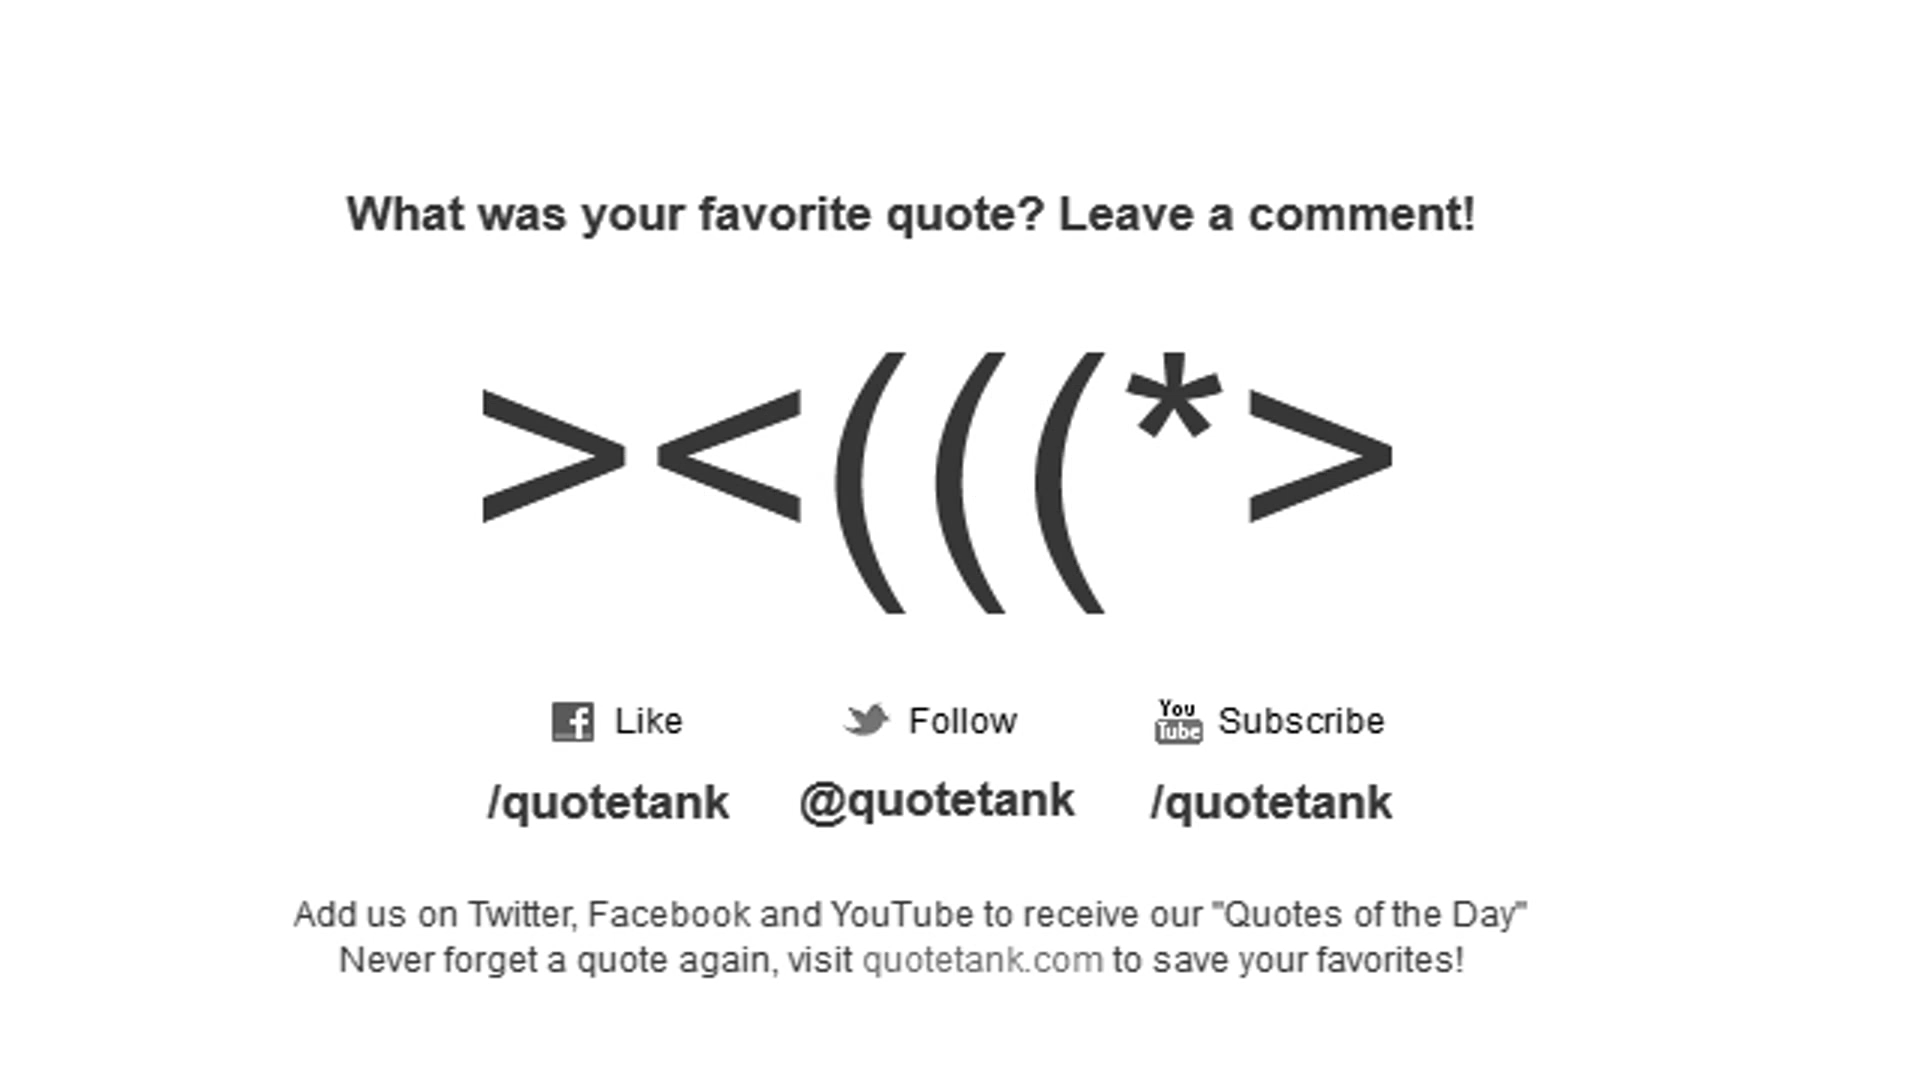 What was your favorite quote? Leave a comment!
><(((*>
f Like
Follow
You Tube Subscribe
/quotetank
@quotetank
/quotetank
Add us on Twitter, Facebook and YouTube to receive our "Quotes of the Day"
Never forget a quote again, visit quotetank.com to save your favorites!